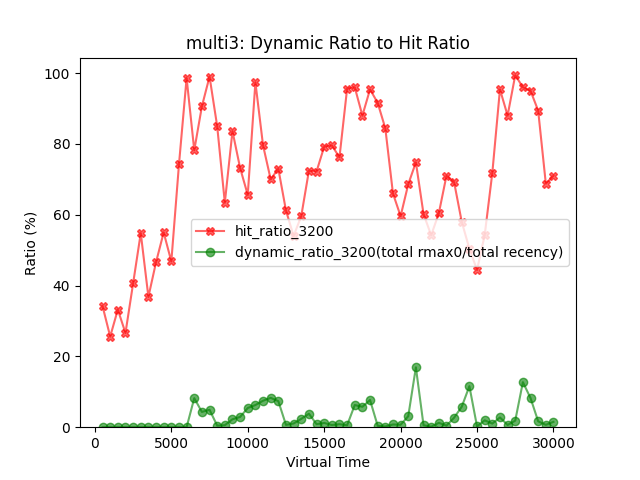 multi3: Dynamic Ratio to Hit Ratio
Ratio (%)
100
80
60
40
20
0
hit_ratio_3200
dynamic_ratio_3200(total rmax0/total recency)
0 5000 10000 15000 20000 25000 30000
Virtual Time